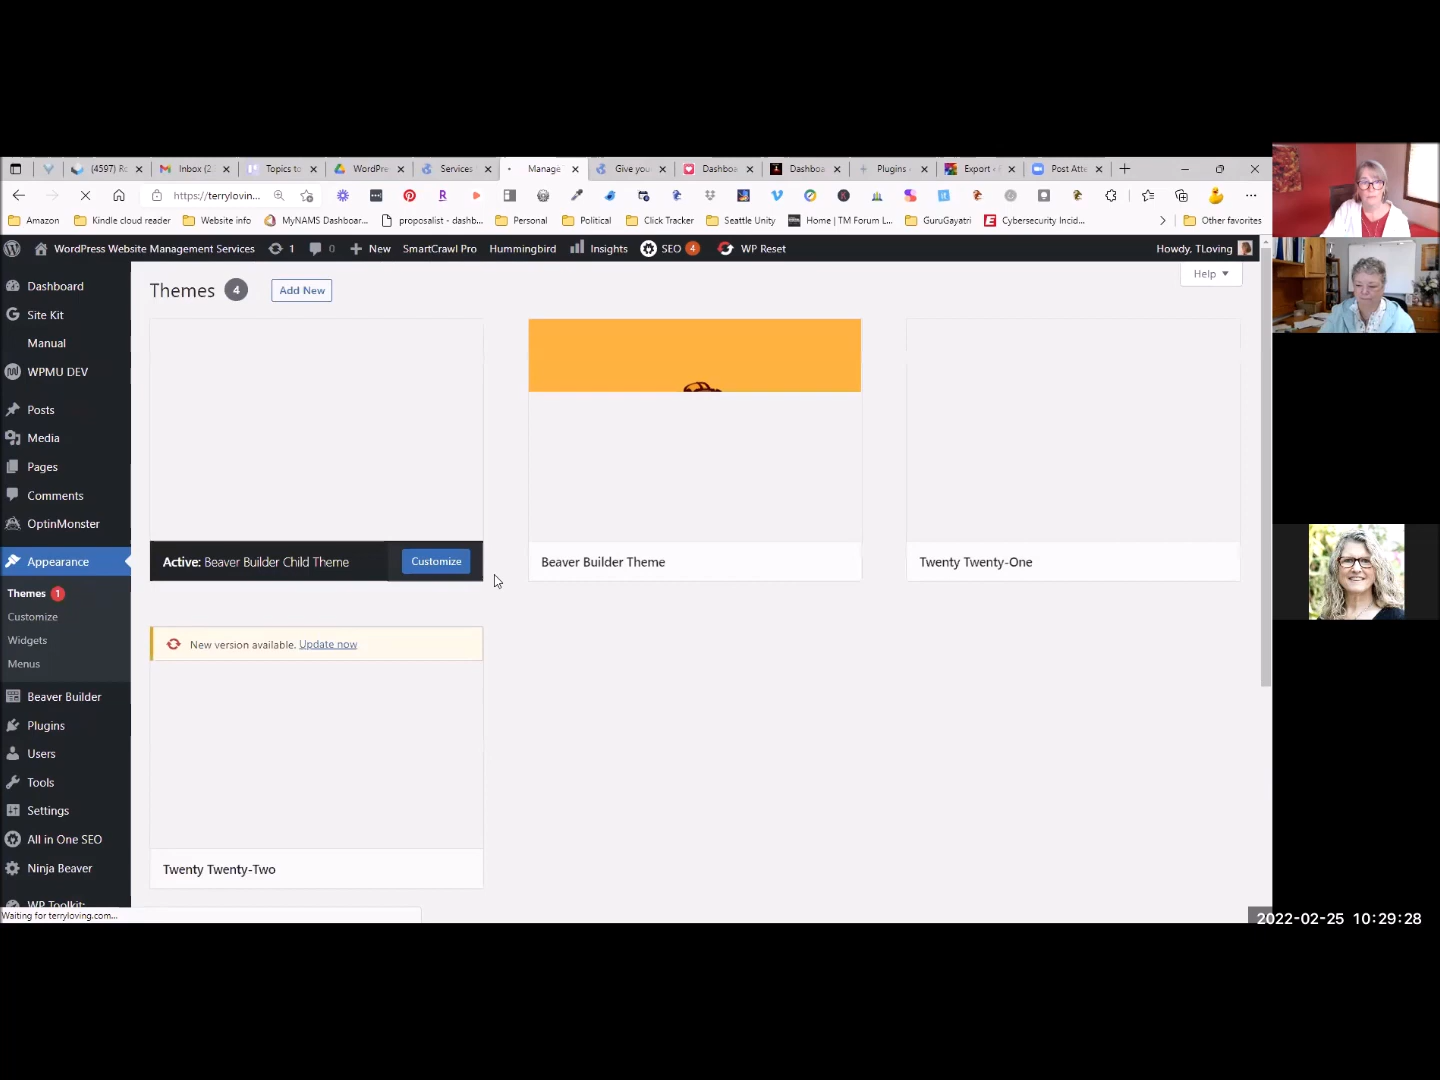 (4597) R
Inbox (2
Topics to
WordPre
Services
Manage
Give you
Dashboa
Dashboa
Plugins
Export
Post Atte
https://terrylovin...
Amazon
Kindle cloud reader
Website info
MyNAMS Dashboar...
proposalist - dashb...
Personal
Political
Click Tracker
Seattle Unity
Home | TM Forum L...
GuruGayatri
Cybersecurity Incid...
Other favorites
WordPress Website Management Services
1
0
New
SmartCrawl Pro
Hummingbird
Insights
SEO 4
WP Reset
Howdy, TLoving
Dashboard
Site Kit
Manual
WPMU DEV
Posts
Media
Pages
Comments
OptinMonster
Appearance
Themes 1
Customize
Widgets
Menus
Beaver Builder
Plugins
Users
Tools
Settings
All in One SEO
Ninja Beaver
WP Toolkit:
Waiting for terryloving.com...
Themes 4
Add New
Help
Active: Beaver Builder Child Theme
Customize
Beaver Builder Theme
Twenty Twenty-One
New version available. Update now
Twenty Twenty-Two
2022-02-25 10:29:28